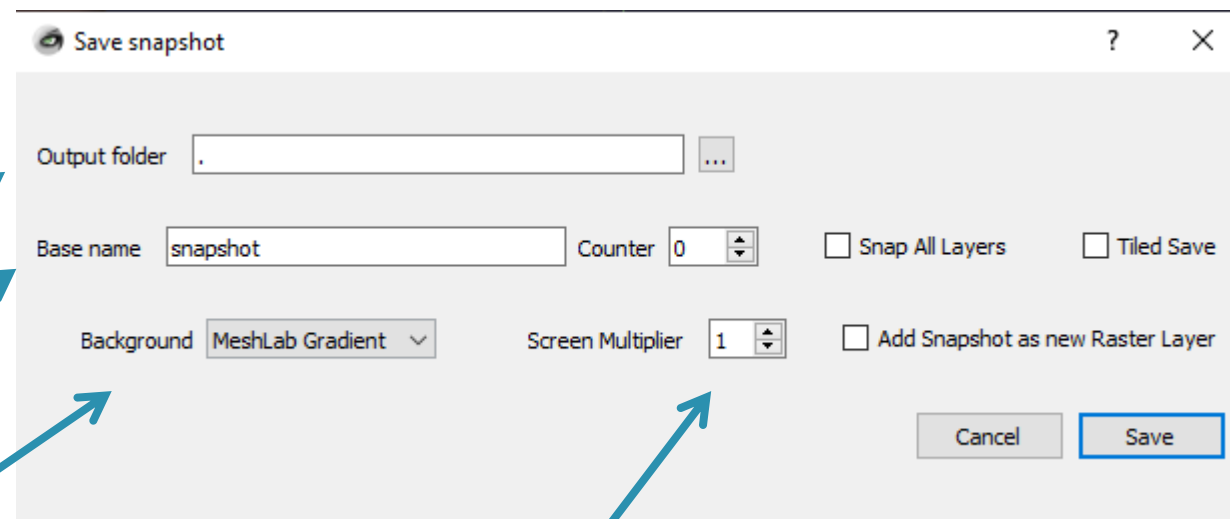 Save snapshot ? ×
Output folder . ...
Base name snapshot Counter 0 Snap All Layers Tiled Save
Background MeshLab Gradient Screen Multiplier 1 Add Snapshot as new Raster Layer
Cancel Save